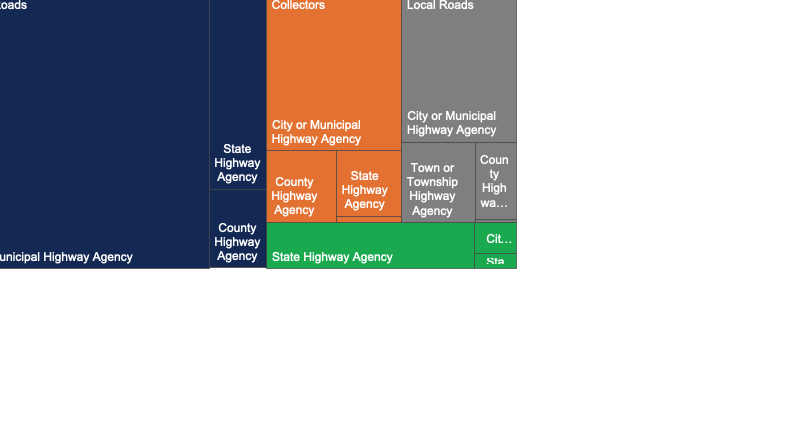 oads
Collectors
Local Roads
City or Municipal
Highway Agency
City or Municipal
Highway Agency
State
Highway
Agency
County
Highway
Agency
State
Highway
Agency
Town or
Township
Highway
Agency
Coun
ty
High
wa…
County
Highway
Agency
unicipal Highway Agency
State Highway Agency
Cit…
Sta